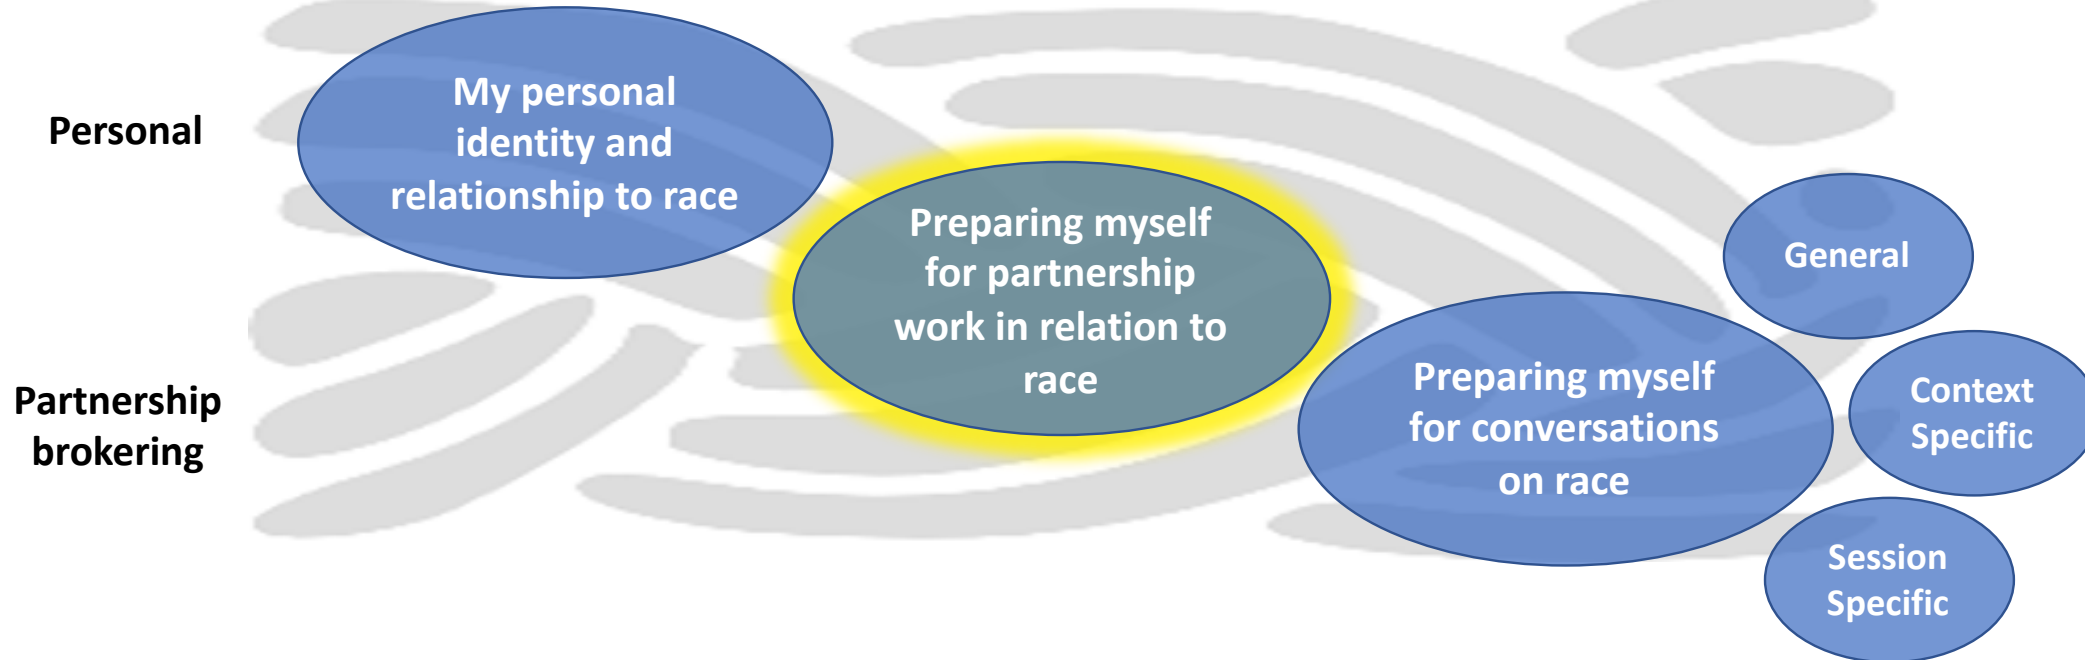 Personal
Partnership
brokering
My personal
identity and
relationship to race
Preparing myself
for partnership
work in relation to
race
Preparing myself
for conversations
on race
General
Context
Specific
Session
Specific